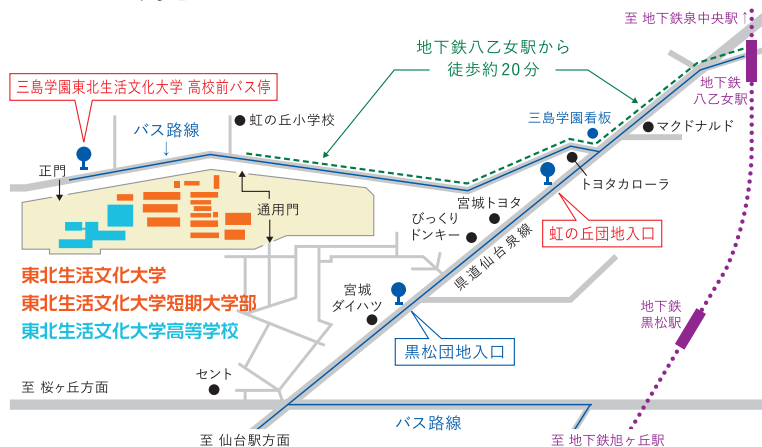 至 地下鉄泉中央駅↑
地下鉄八乙女駅から
徒歩約20分
地下鉄
八乙女駅
三島学園東北生活文化大学 高校前バス停
虹の丘小学校
三島学園看板
マクドナルド
バス路線
↓
正門
トヨタカローラ
通用門
宮城トヨタ
びっくり
ドンキー
虹の丘団地入口
県道仙台泉線
東北生活文化大学
東北生活文化大学短期大学部
東北生活文化大学高等学校
宮城
ダイハツ
地下鉄
黒松駅
黒松団地入口
セント
至 桜ヶ丘方面
バス路線
至 仙台駅方面
至 地下鉄旭ヶ丘駅